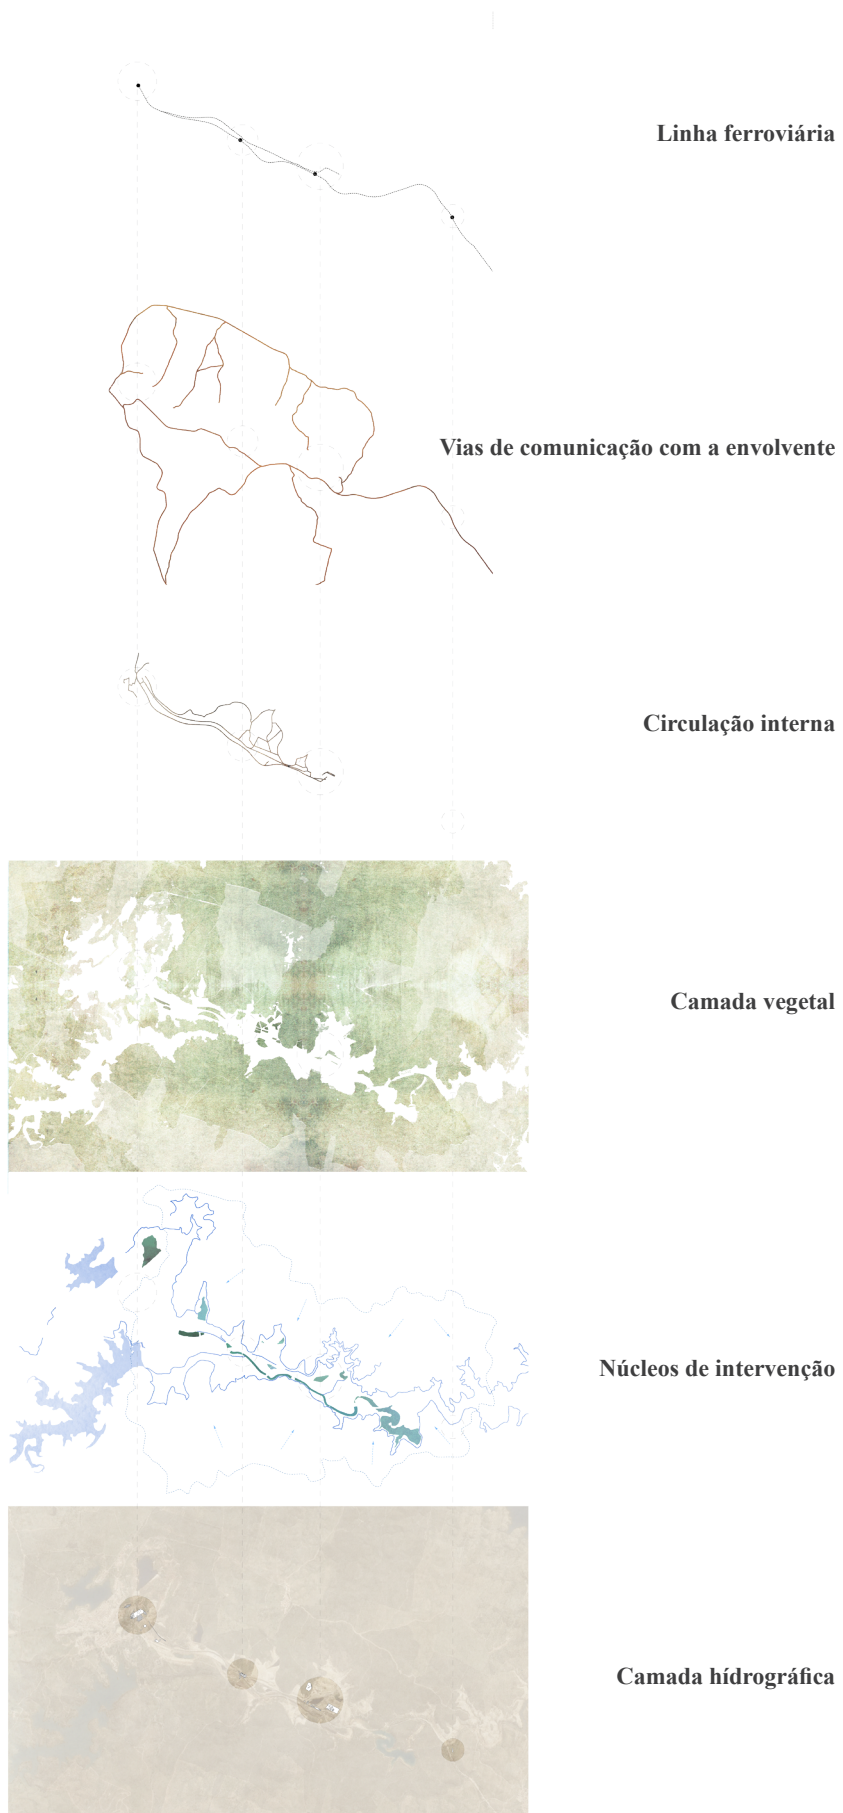 Linha ferroviária
Vias de comunicação com a envolvente
Circulação interna
Camada vegetal
Núcleos de intervenção
Camada hídrográfica